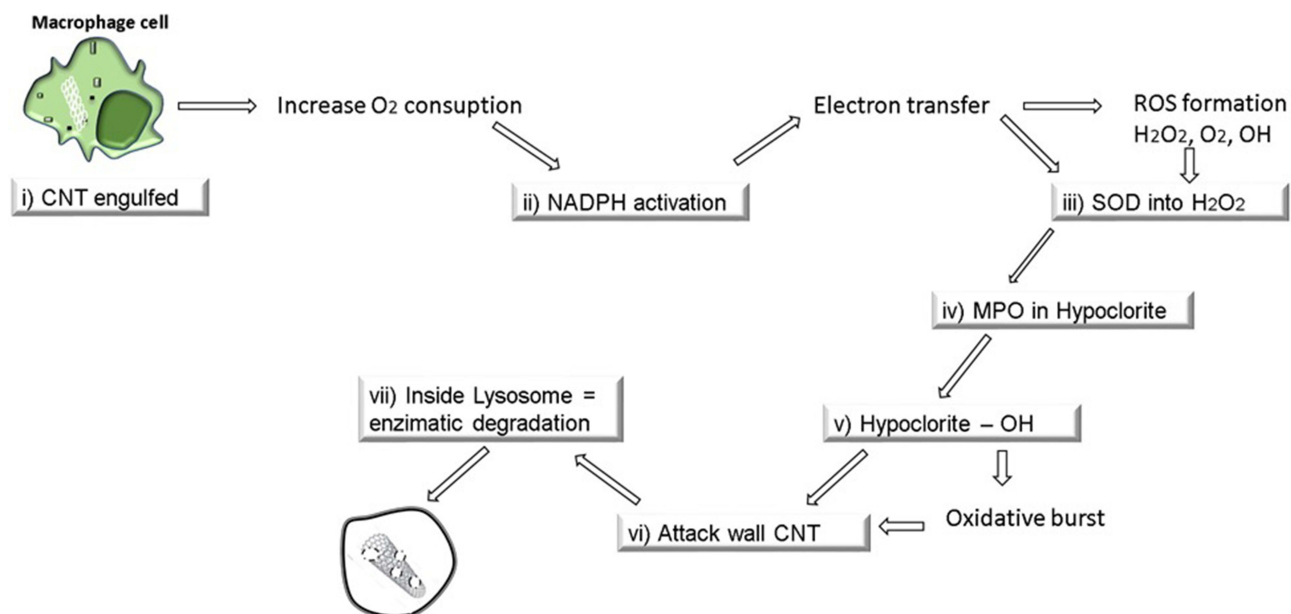 Macrophage cell
Increase O2 consuption
Electron transfer
ROS formation
H2O2, O2, OH
i) CNT engulfed
ii) NADPH activation
iii) SOD into H2O2
iv) MPO in Hypoclorite
vii) Inside Lysosome =
enzimatic degradation
v) Hypoclorite – OH
vi) Attack wall CNT
Oxidative burst